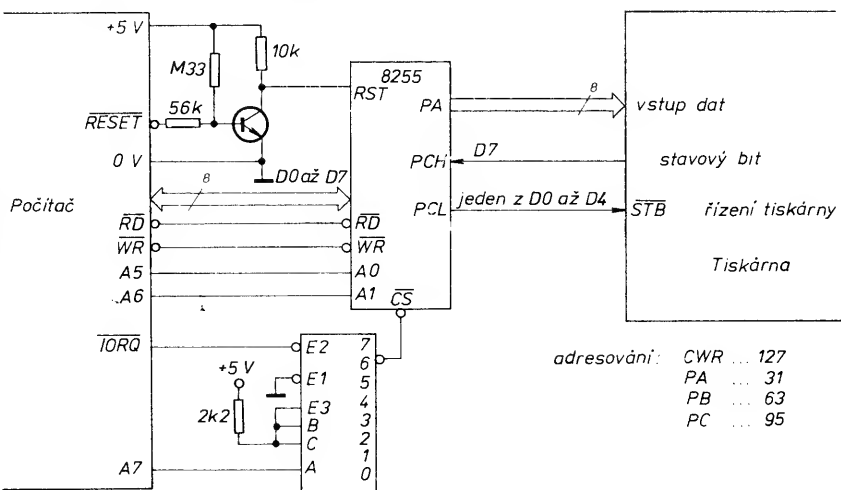 +5 V
10k
M33
56k
RESET
0 V
Počítač
D0 až D7
8
RD
WR
A5
A6
IORQ
+5 V
2k2
A7
8255
RST
PA
PCH
PCL
RD
WR
A0
A1
CS
E2
E1
E3
B
C
A
7
6
5
4
3
2
1
0
8
D7
jeden z D0 až D4
vstup dat
stavový bit
STB řízení tiskárny
Tiskárna
adresování: CWR ... 127
PA ... 31
PB ... 63
PC ... 95